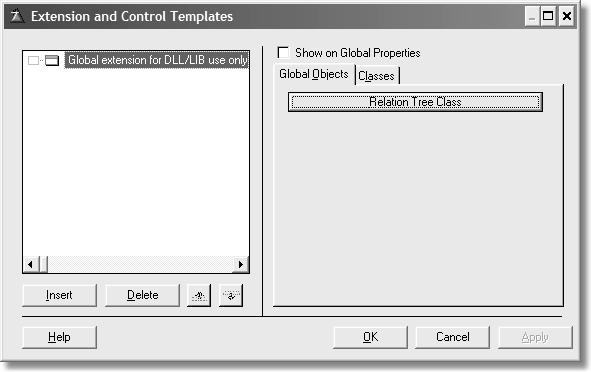 Extension and Control Templates
Global extension for DLL/LIB use only
Show on Global Properties
Global Objects
Classes
Relation Tree Class
Insert
Delete
Help
OK
Cancel
Apply